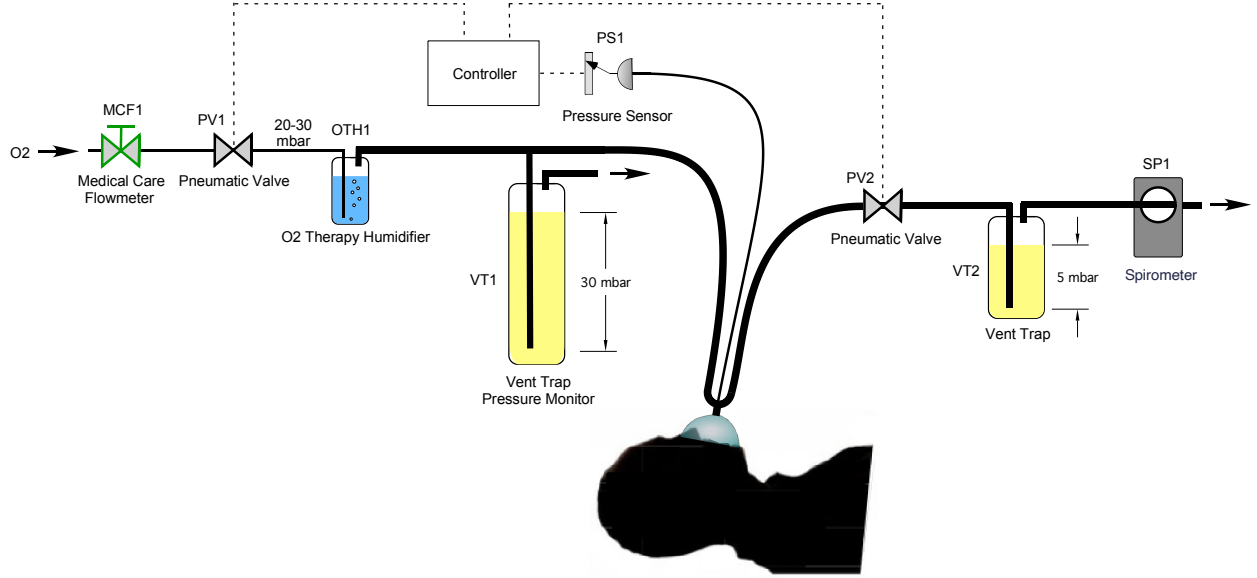 PS1
Controller
Pressure Sensor
MCF1
PV1
20-30
mbar
OTH1
O2
Medical Care
Flowmeter
Pneumatic Valve
O2 Therapy Humidifier
VT1
30 mbar
Vent Trap
Pressure Monitor
PV2
Pneumatic Valve
VT2
5 mbar
Vent Trap
SP1
Spirometer